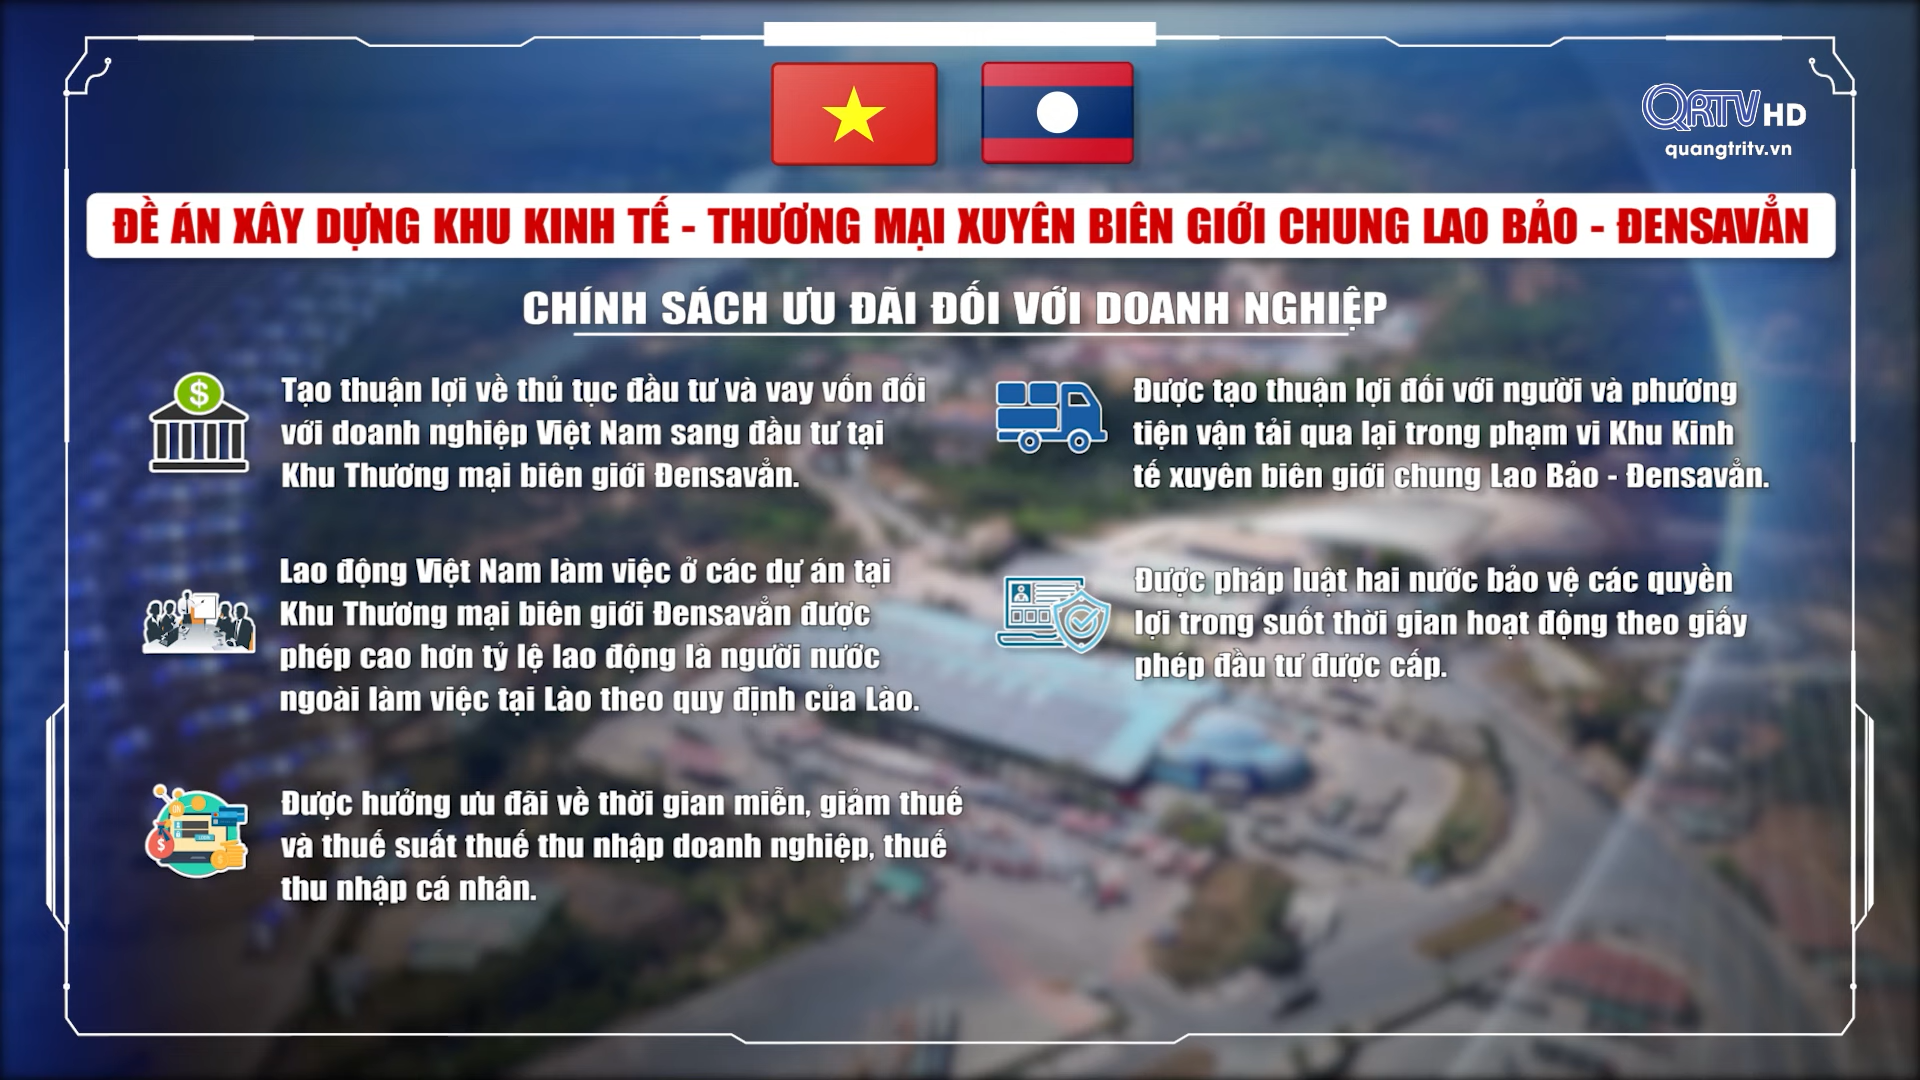 QRTV HD
quangtritv.vn
ĐỀ ÁN XÂY DỰNG KHU KINH TẾ - THƯƠNG MẠI XUYÊN BIÊN GIỚI CHUNG LAO BẢO - ĐENSAVẲN
CHÍNH SÁCH ƯU ĐÃI ĐỐI VỚI DOANH NGHIỆP
Tạo thuận lợi về thủ tục đầu tư và vay vốn đối
với doanh nghiệp Việt Nam sang đầu tư tại
Khu Thương mại biên giới Đensavẳn.
Lao động Việt Nam làm việc ở các dự án tại
Khu Thương mại biên giới Đensavẳn được
phép cao hơn tỷ lệ lao động là người nước
ngoài làm việc tại Lào theo quy định của Lào.
Được hưởng ưu đãi về thời gian miễn, giảm thuế
và thuế suất thuế thu nhập doanh nghiệp, thuế
thu nhập cá nhân.
Được tạo thuận lợi đối với người và phương
tiện vận tải qua lại trong phạm vi Khu Kinh
tế xuyên biên giới chung Lao Bảo - Đensavẳn.
Được pháp luật hai nước bảo vệ các quyền
lợi trong suốt thời gian hoạt động theo giấy
phép đầu tư được cấp.